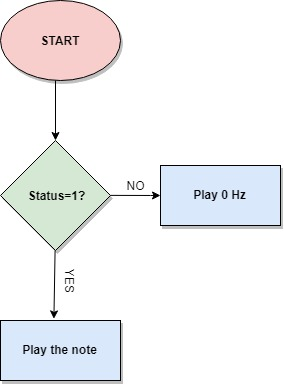 START
Status=1?
NO
Play 0 Hz
YES
Play the note